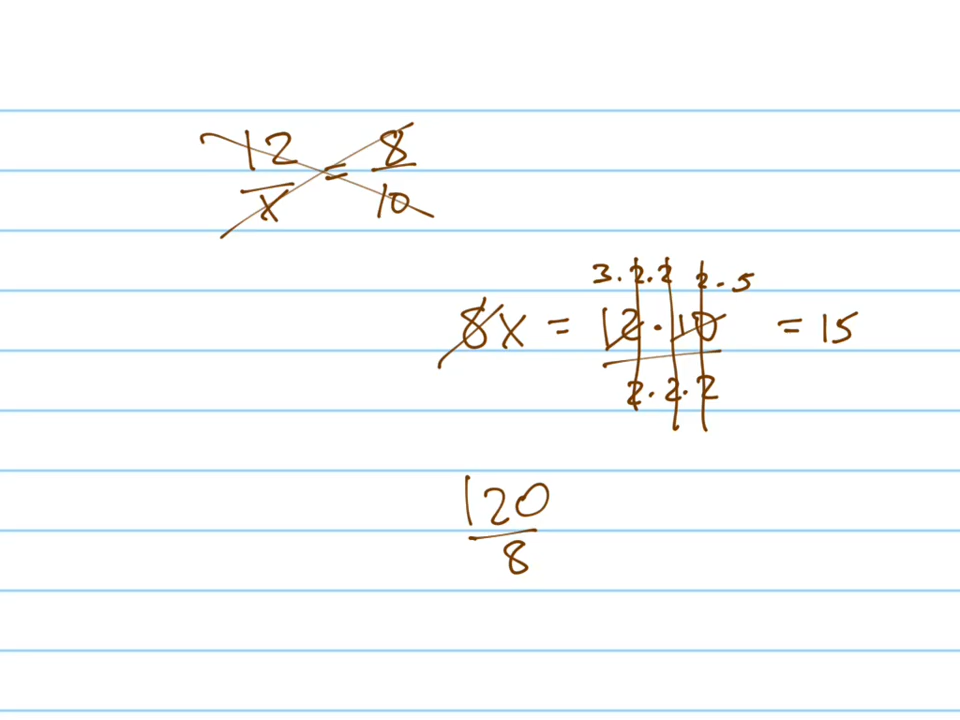 12/x = 8/10
3·2·2 2·5
8x = 12·10 = 15
2·2·2
120
8